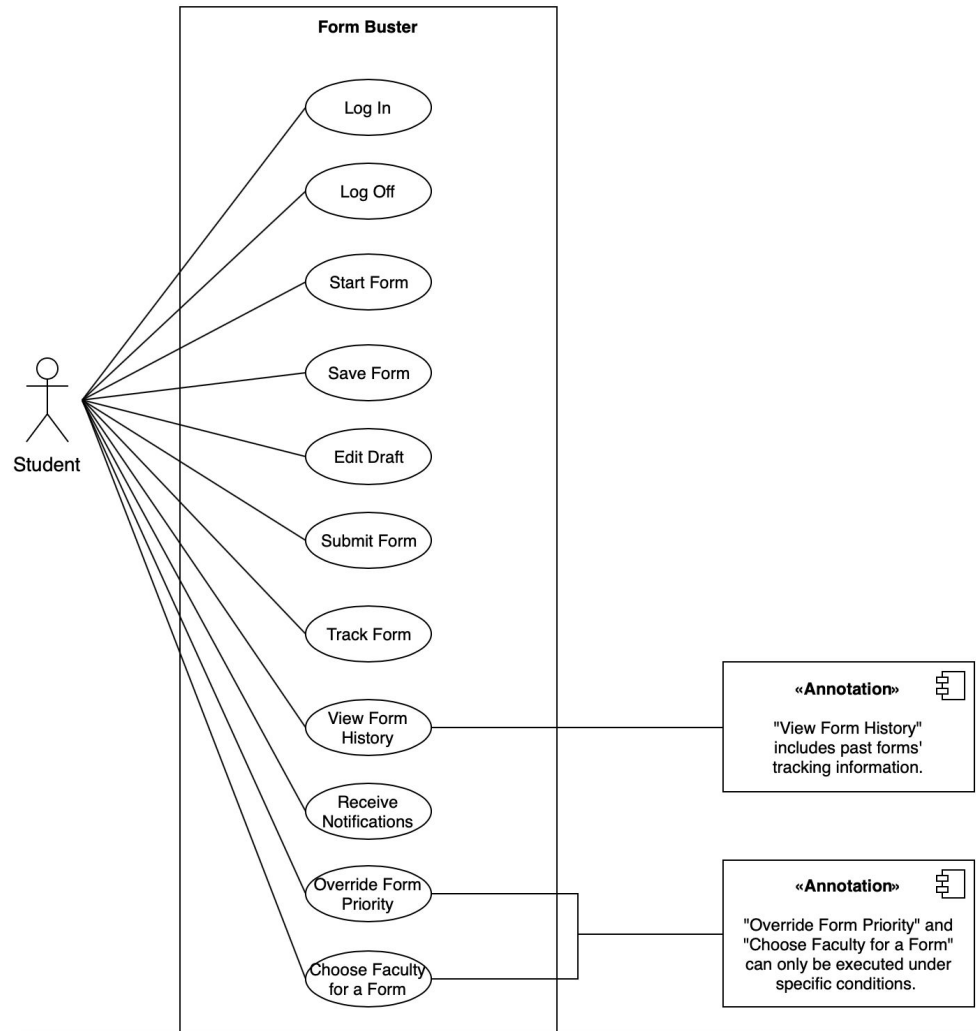 Form Buster
Log In
Log Off
Start Form
Save Form
Edit Draft
Student
Submit Form
Track Form
View Form
History
«Annotation»
"View Form History"
includes past forms'
tracking information.
Receive
Notifications
Override Form
Priority
Choose Faculty
for a Form
«Annotation»
"Override Form Priority" and
"Choose Faculty for a Form"
can only be executed under
specific conditions.